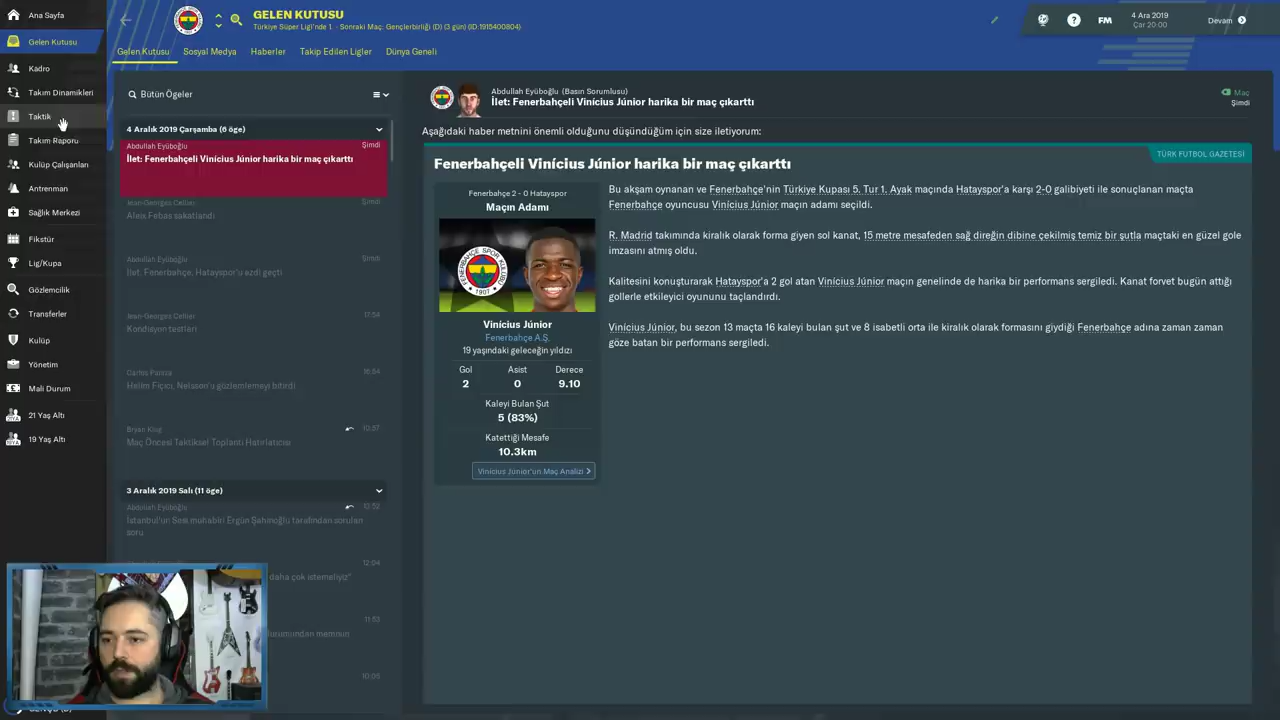 Ana Sayfa
Gelen Kutusu
Kadro
Takım Dinamikleri
Taktik
Takım Raporu
Kulüp Çalışanları
Antrenman
Sağlık Merkezi
Fikstür
Lig/Kupa
Gözlemcilik
Transferler
Kulüp
Yönetim
Mali Durum
21 Yaş Altı
19 Yaş Altı
GELEN KUTUSU
Türkiye Süper Ligi'nde 1. · Sonraki Maç: Gençlerbirliği (D) (3 gün) (ID:1915400804)
FM
4 Ara 2019
Çar 20:00
Devam
Gelen Kutusu
Sosyal Medya
Haberler
Takip Edilen Ligler
Dünya Geneli
Bütün Ögeler
4 Aralık 2019 Çarşamba (6 öge)
Abdullah Eyüboğlu
Şimdi
İlet: Fenerbahçeli Vinícius Júnior harika bir maç çıkarttı
Jean-Georges Cellier
Şimdi
Aleix Febas sakatlandı
Abdullah Eyüboğlu
Şimdi
İlet: Fenerbahçe, Hatayspor'u ezdi geçti
Jean-Georges Cellier
17:54
Kondisyon testleri
16:54
Helim Fıçıcı, Nelsson'u gözlemlemeyi bitirdi
Bryan Klug
10:37
Maç Öncesi Taktiksel Toplantı Hatırlatıcısı
3 Aralık 2019 Salı (11 öge)
Abdullah Eyüboğlu
İstanbul'un Sesi muhabiri Ergün Şahinoğlu tarafından sorulan
soru
12:04
daha çok istemeliyiz"
11:53
10:05
Abdullah Eyüboğlu (Basın Sorumlusu)
İlet: Fenerbahçeli Vinícius Júnior harika bir maç çıkarttı
Maç
Şimdi
Aşağıdaki haber metnini önemli olduğunu düşündüğüm için size iletiyorum:
TÜRK FUTBOL GAZETESİ
Fenerbahçeli Vinícius Júnior harika bir maç çıkarttı
Fenerbahçe 2 - 0 Hatayspor
Maçın Adamı
FENERBAHÇE SPOR KULÜBÜ
1907
Vinícius Júnior
Fenerbahçe A.Ş.
19 yaşındaki geleceğin yıldızı
Gol
Asist
Derece
2
0
9.10
Kaleyi Bulan Şut
5 (83%)
Katettiği Mesafe
10.3km
Vinícius Júnior'un Maç Analizi
Bu akşam oynanan ve Fenerbahçe'nin Türkiye Kupası 5. Tur 1. Ayak maçında Hatayspor'a karşı 2-0 galibiyeti ile sonuçlanan maçta
Fenerbahçe oyuncusu Vinícius Júnior maçın adamı seçildi.
R. Madrid takımında kiralık olarak forma giyen sol kanat, 15 metre mesafeden sağ direğin dibine çekilmiş temiz bir şutla maçtaki en güzel gole
imzasını atmış oldu.
Kalitesini konuşturarak Hatayspor'a 2 gol atan Vinícius Júnior maçın genelinde de harika bir performans sergiledi. Kanat forvet bugün attığı
gollerle etkileyici oyununu taçlandırdı.
Vinícius Júnior, bu sezon 13 maçta 16 kaleyi bulan şut ve 8 isabetli orta ile kiralık olarak formasını giydiği Fenerbahçe adına zaman zaman
göze batan bir performans sergiledi.